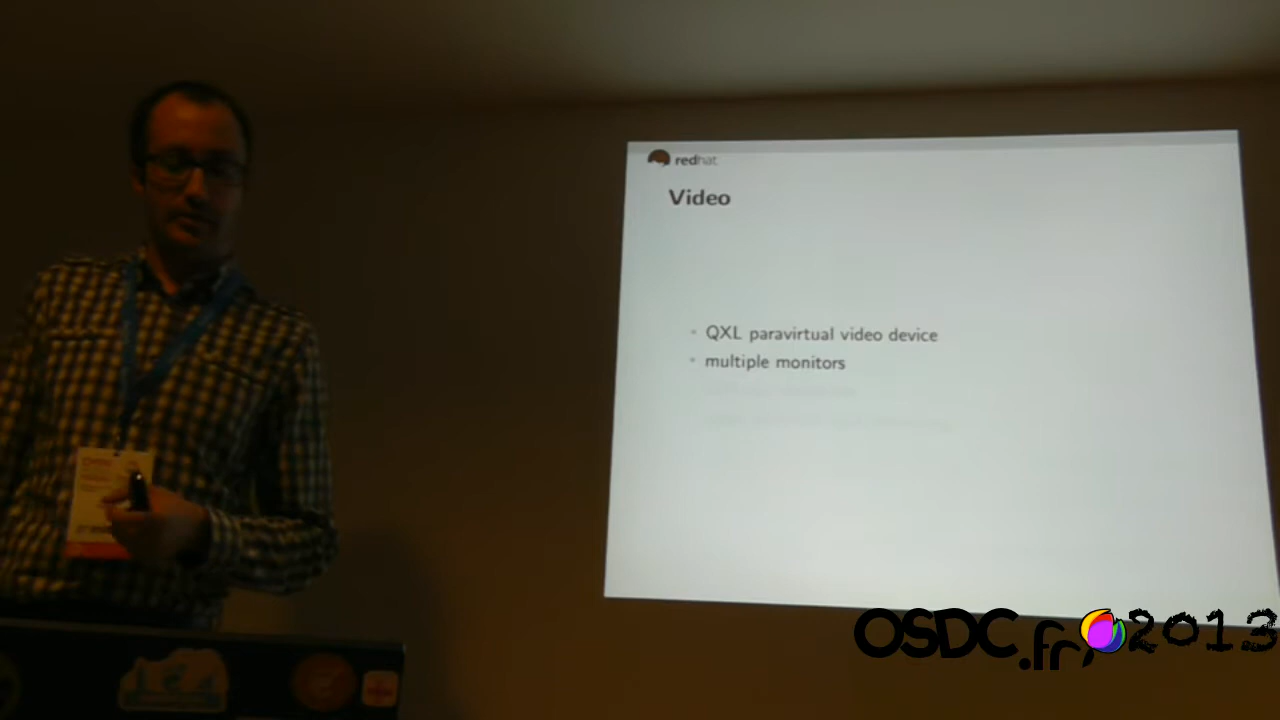 redhat
Video
QXL paravirtual video device
multiple monitors
OSDC.fr 2013